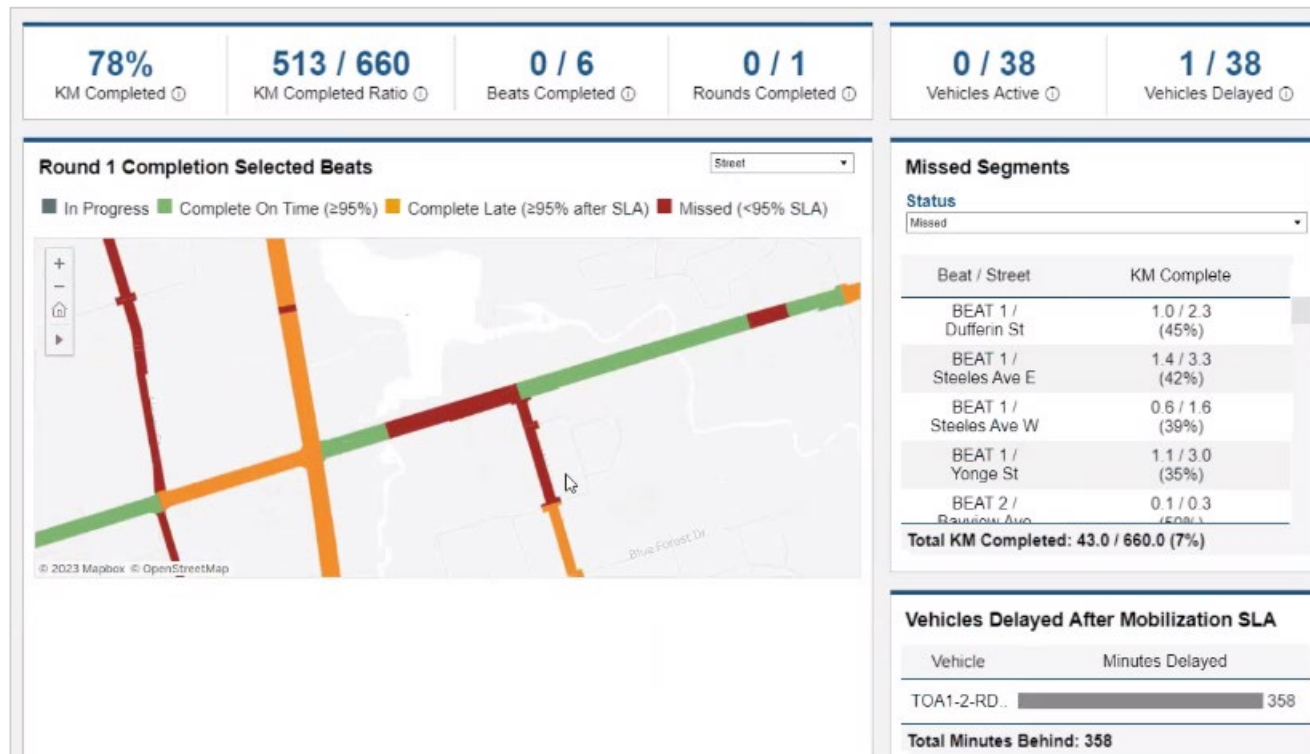 78%
KM Completed ⓘ
513 / 660
KM Completed Ratio ⓘ
0 / 6
Beats Completed ⓘ
0 / 1
Rounds Completed ⓘ
0 / 38
Vehicles Active ⓘ
1 / 38
Vehicles Delayed ⓘ
Round 1 Completion Selected Beats
Street
In Progress
Complete On Time (≥95%)
Complete Late (≥95% after SLA)
Missed (<95% SLA)
Blue Forest Dr
© 2023 Mapbox © OpenStreetMap
Missed Segments
Status
Missed
Beat / Street KM Complete
BEAT 1 / 1.0 / 2.3
Dufferin St (45%)
BEAT 1 / 1.4 / 3.3
Steeles Ave E (42%)
BEAT 1 / 0.6 / 1.6
Steeles Ave W (39%)
BEAT 1 / 1.1 / 3.0
Yonge St (35%)
BEAT 2 / 0.1 / 0.3
Bayview Ave
Total KM Completed: 43.0 / 660.0 (7%)
Vehicles Delayed After Mobilization SLA
Vehicle Minutes Delayed
TOA1-2-RD.. 358
Total Minutes Behind: 358